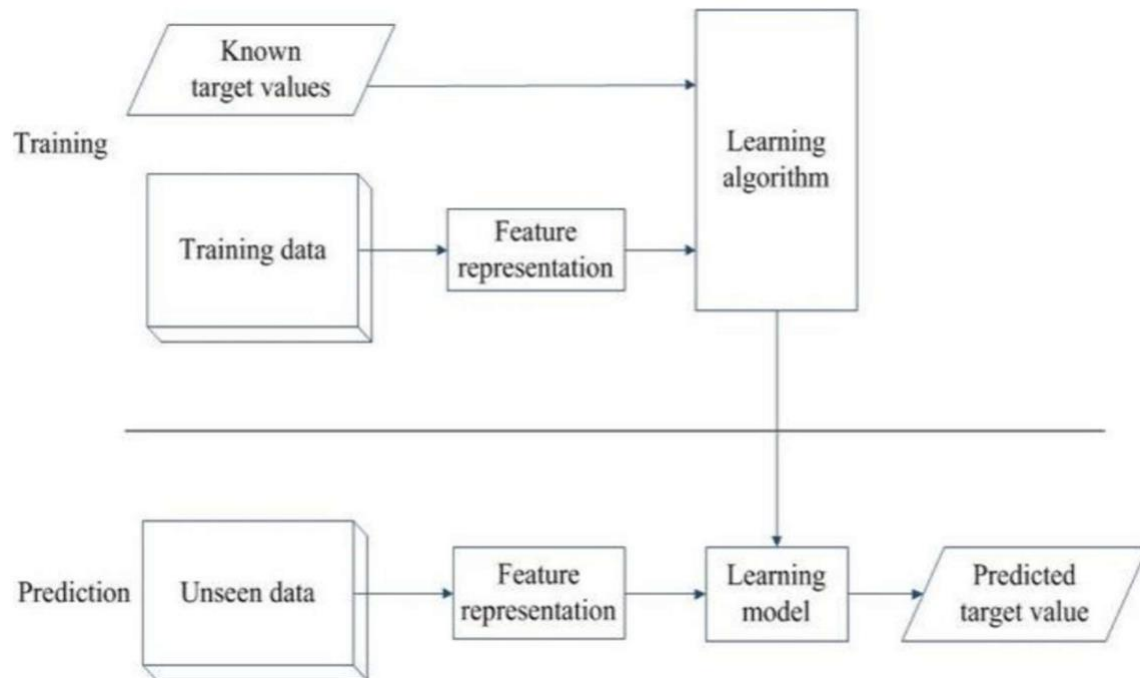 Known
target values
Training
Learning
algorithm
Training data
Feature
representation
Prediction
Unseen data
Feature
representation
Learning
model
Predicted
target value